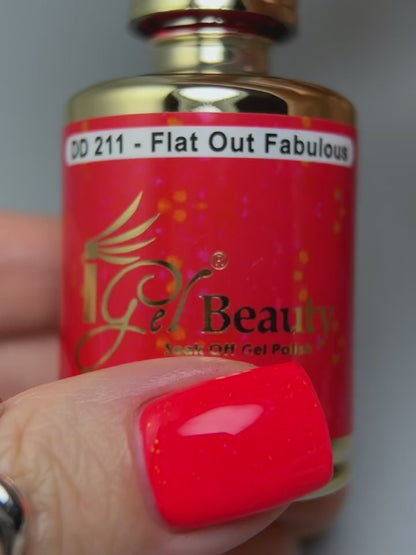 DD 211 - Flat Out Fabulous
iGel Beauty®
Soak Off Gel Polish